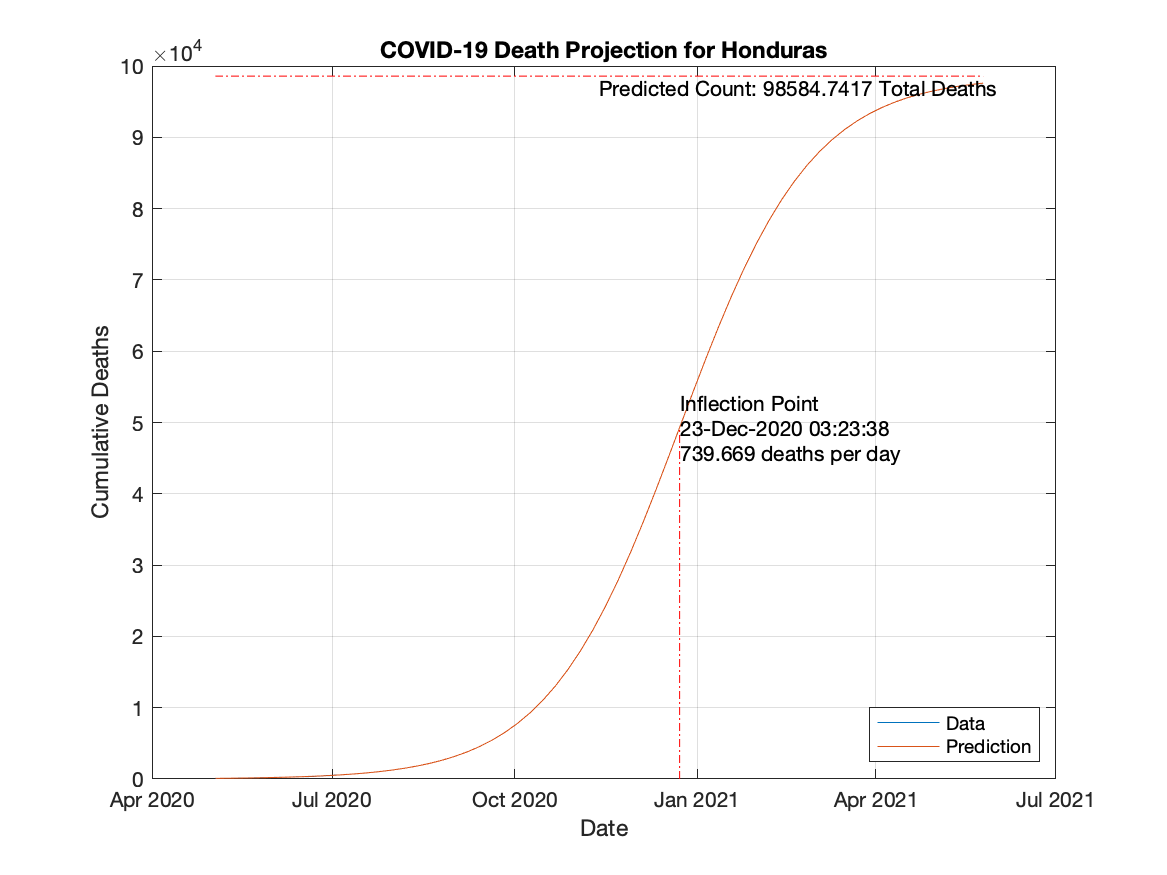 COVID-19 Death Projection for Honduras
×10^4
10
Predicted Count: 98584.7417 Total Deaths
9
8
7
6
Inflection Point
5
23-Dec-2020 03:23:38
739.669 deaths per day
4
3
2
1
0
Cumulative Deaths
Data
Prediction
Apr 2020 Jul 2020 Oct 2020 Jan 2021 Apr 2021 Jul 2021
Date